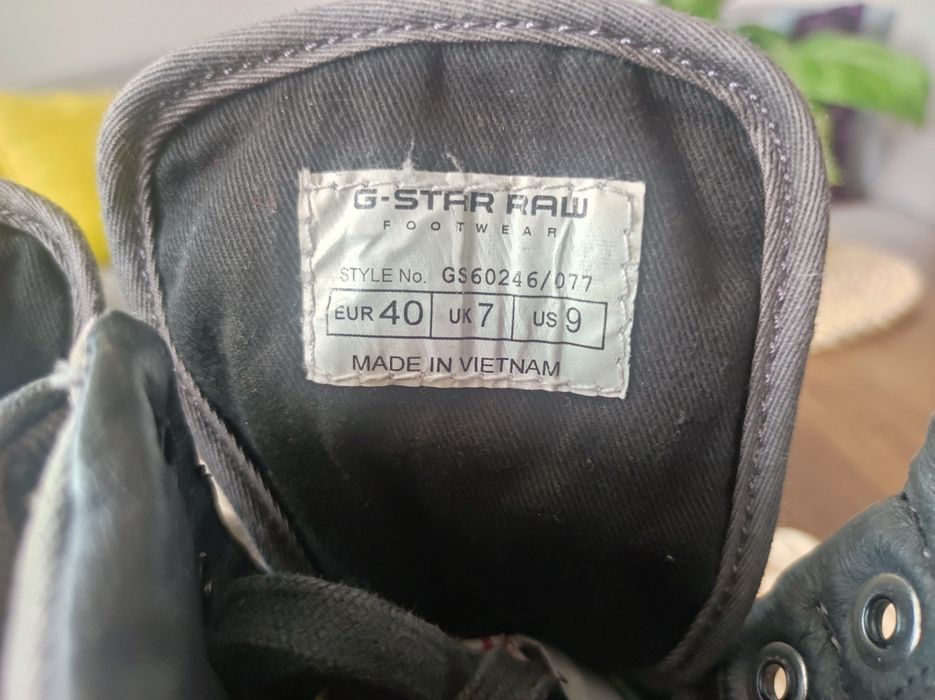 G-STAR RAW
FOOTWEAR
STYLE No. GS60246/077
EUR 40 UK 7 US 9
MADE IN VIETNAM